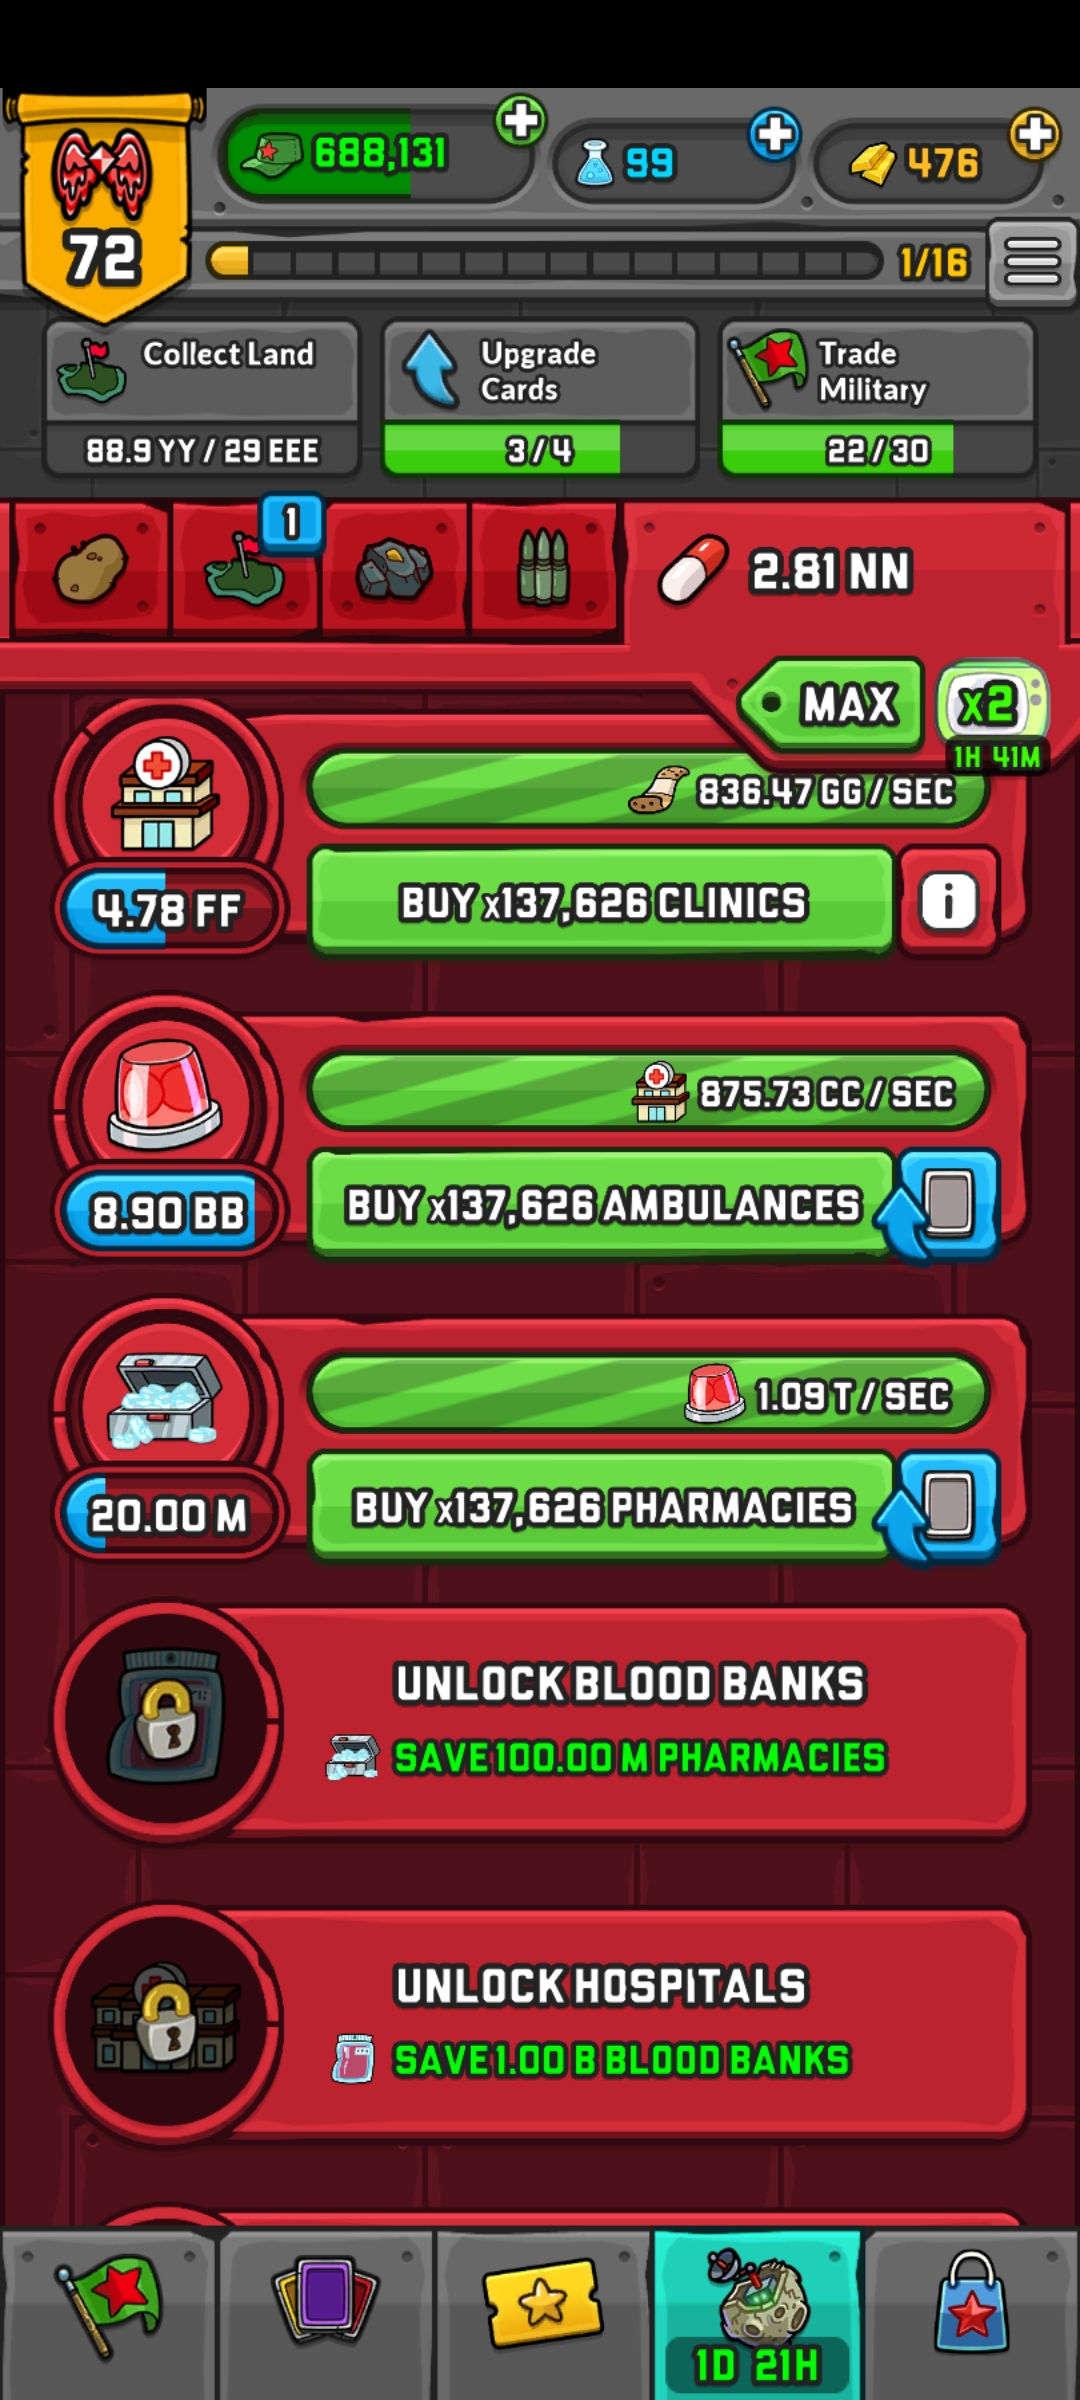 688,131
99
476
72
1/16
Collect Land
88.9 YY / 29 EEE
Upgrade
Cards
3/4
Trade
Military
22/30
1
2.81 NN
MAX
x2
1H 41M
836.47 GG / SEC
4.78 FF
BUY x137,626 CLINICS
i
875.73 CC / SEC
8.90 BB
BUY x137,626 AMBULANCES
1.09 T / SEC
20.00 M
BUY x137,626 PHARMACIES
UNLOCK BLOOD BANKS
SAVE 100.00 M PHARMACIES
UNLOCK HOSPITALS
SAVE 1.00 B BLOOD BANKS
1D 21H